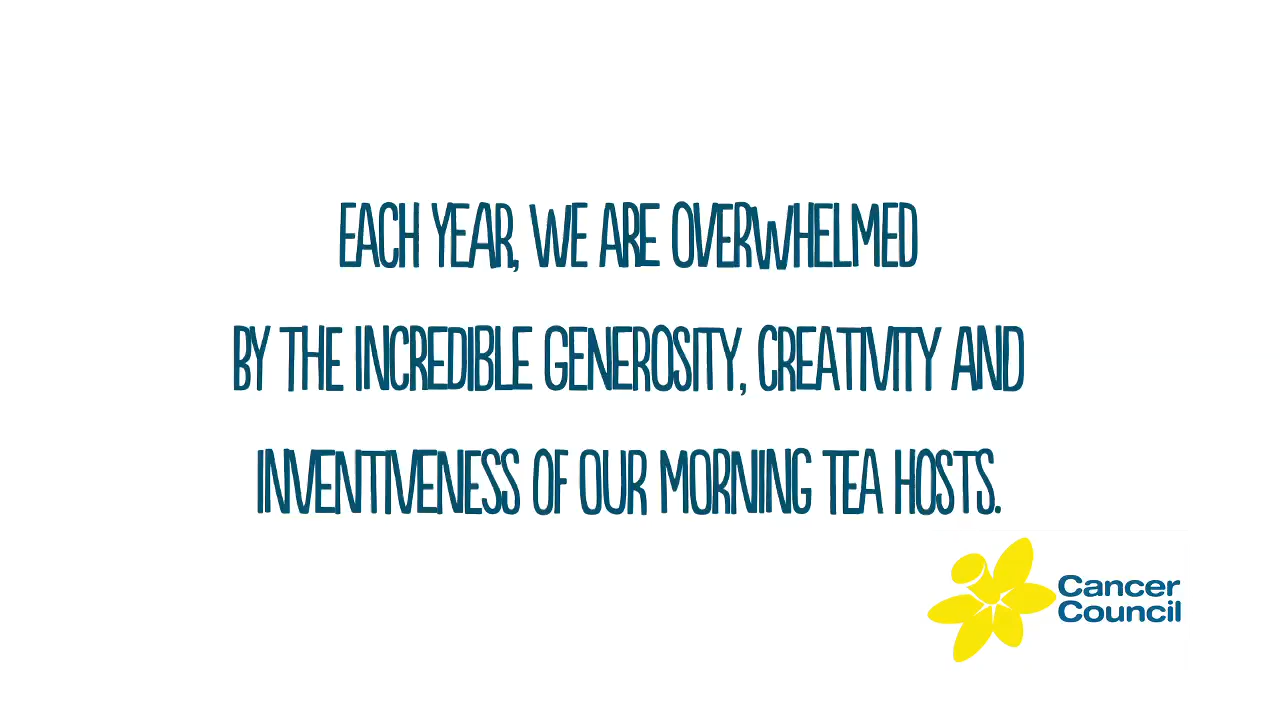 EACH YEAR, WE ARE OVERWHELMED
BY THE INCREDIBLE GENEROSITY, CREATIVITY AND
INVENTIVENESS OF OUR MORNING TEA HOSTS.
Cancer
Council